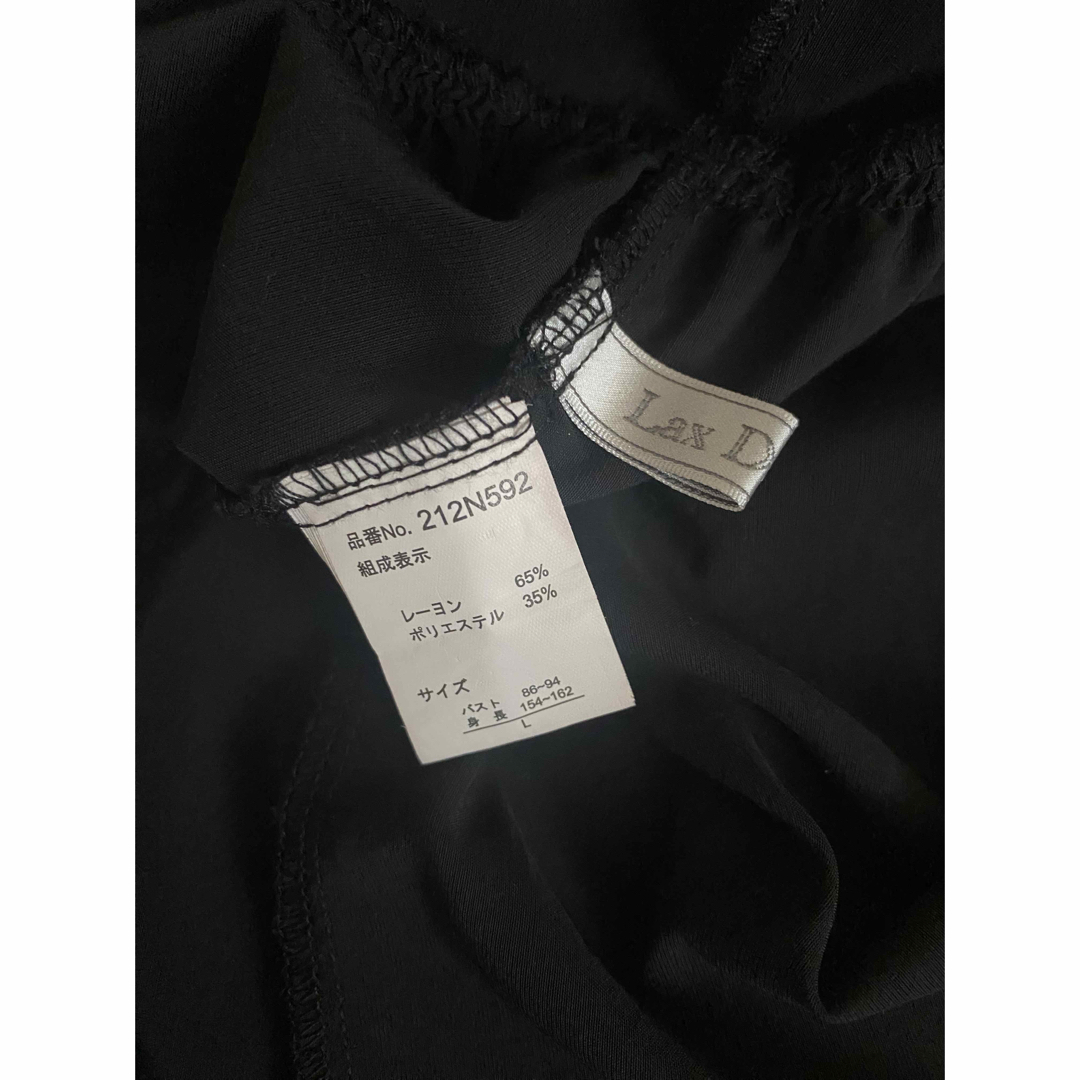 品番No. 212N592
組成表示
レーヨン 65%
ポリエステル 35%
サイズ
バスト 86~94
身長 154~162
L
Lax D